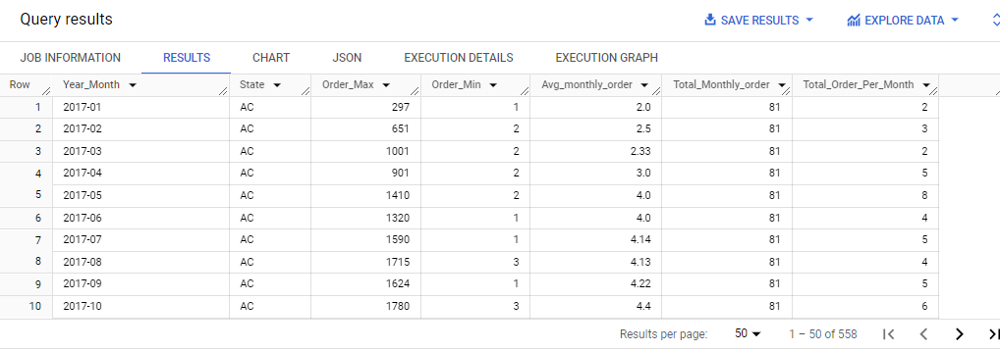 Query results SAVE RESULTS EXPLORE DATA
JOB INFORMATION RESULTS CHART JSON EXECUTION DETAILS EXECUTION GRAPH
Row Year_Month State Order_Max Order_Min Avg_monthly_order Total_Monthly_order Total_Order_Per_Month
1 2017-01 AC 297 1 2.0 81 2
2 2017-02 AC 651 2 2.5 81 3
3 2017-03 AC 1001 2 2.33 81 2
4 2017-04 AC 901 2 3.0 81 5
5 2017-05 AC 1410 2 4.0 81 8
6 2017-06 AC 1320 1 4.0 81 4
7 2017-07 AC 1590 1 4.14 81 5
8 2017-08 AC 1715 3 4.13 81 4
9 2017-09 AC 1624 1 4.22 81 5
10 2017-10 AC 1780 3 4.4 81 6
Results per page: 50 1 – 50 of 558